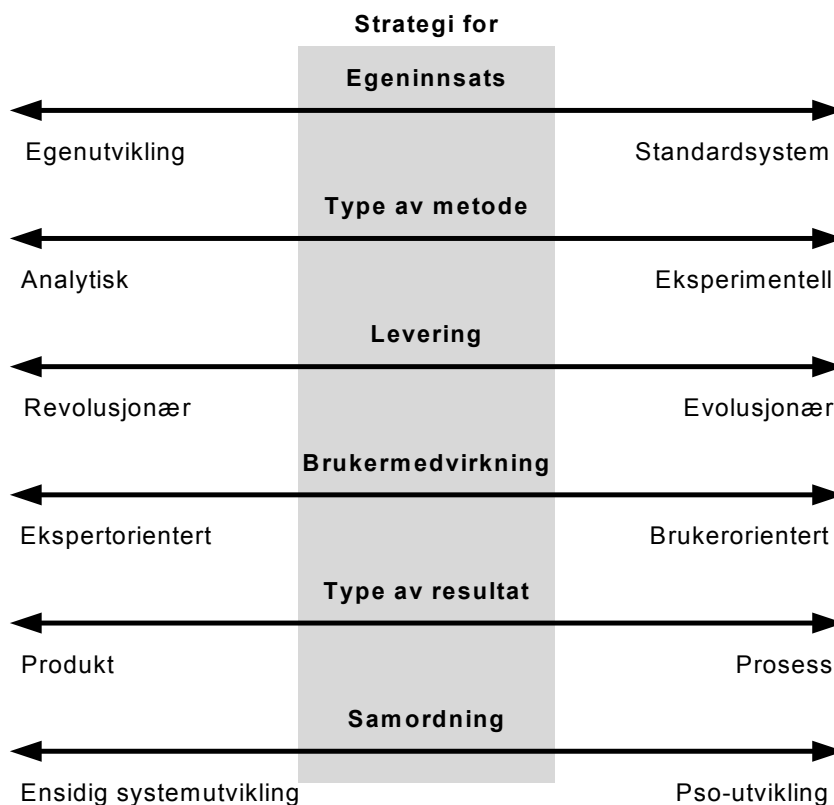 Strategi for
Egeninnsats
Egenutvikling Standardsystem
Type av metode
Analytisk Eksperimentell
Levering
Revolusjonær Evolusjonær
Brukermedvirkning
Ekspertorientert Brukerorientert
Type av resultat
Produkt Prosess
Samordning
Ensidig systemutvikling Pso-utvikling